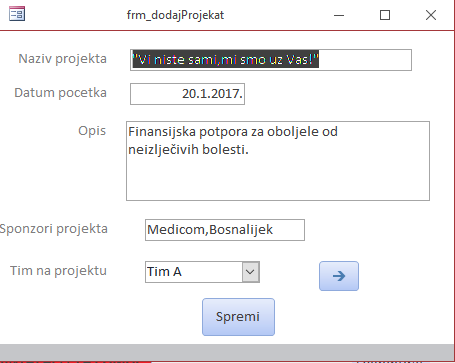 frm_dodajProjekat
Naziv projekta "Vi niste sami,mi smo uz Vas!"
Datum pocetka 20.1.2017.
Opis Finansijska potpora za oboljele od
neizlječivih bolesti.
Sponzori projekta Medicom,Bosnalijek
Tim na projektu Tim A
Spremi